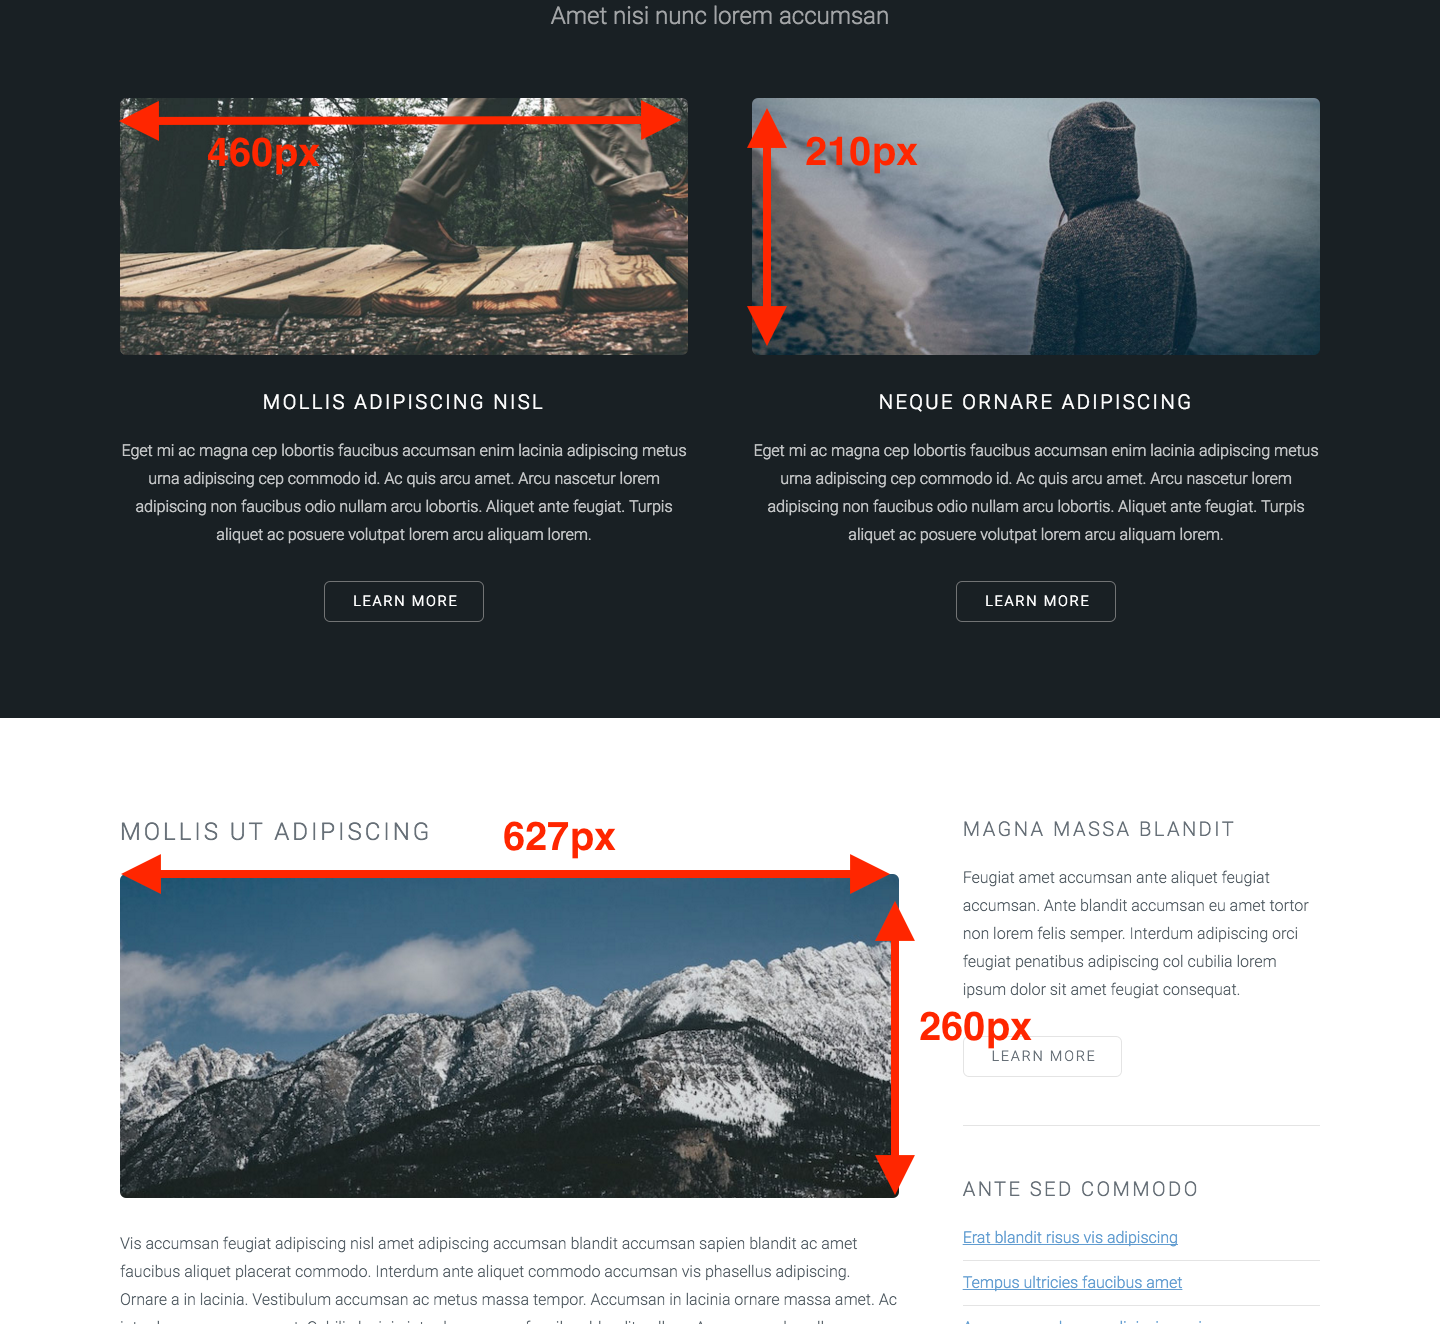 Amet nisi nunc lorem accumsan
460px
210px
MOLLIS ADIPISCING NISL
Eget mi ac magna cep lobortis faucibus accumsan enim lacinia adipiscing metus
urna adipiscing cep commodo id. Ac quis arcu amet. Arcu nascetur lorem
adipiscing non faucibus odio nullam arcu lobortis. Aliquet ante feugiat. Turpis
aliquet ac posuere volutpat lorem arcu aliquam lorem.
LEARN MORE
NEQUE ORNARE ADIPISCING
Eget mi ac magna cep lobortis faucibus accumsan enim lacinia adipiscing metus
urna adipiscing cep commodo id. Ac quis arcu amet. Arcu nascetur lorem
adipiscing non faucibus odio nullam arcu lobortis. Aliquet ante feugiat. Turpis
aliquet ac posuere volutpat lorem arcu aliquam lorem.
LEARN MORE
MOLLIS UT ADIPISCING
627px
260px
Vis accumsan feugiat adipiscing nisl amet adipiscing accumsan blandit accumsan sapien blandit ac amet
faucibus aliquet placerat commodo. Interdum ante aliquet commodo accumsan vis phasellus adipiscing.
Ornare a in lacinia. Vestibulum accumsan ac metus massa tempor. Accumsan in lacinia ornare massa amet. Ac
MAGNA MASSA BLANDIT
Feugiat amet accumsan ante aliquet feugiat
accumsan. Ante blandit accumsan eu amet tortor
non lorem felis semper. Interdum adipiscing orci
feugiat penatibus adipiscing col cubilia lorem
ipsum dolor sit amet feugiat consequat.
LEARN MORE
ANTE SED COMMODO
Erat blandit risus vis adipiscing
Tempus ultricies faucibus amet